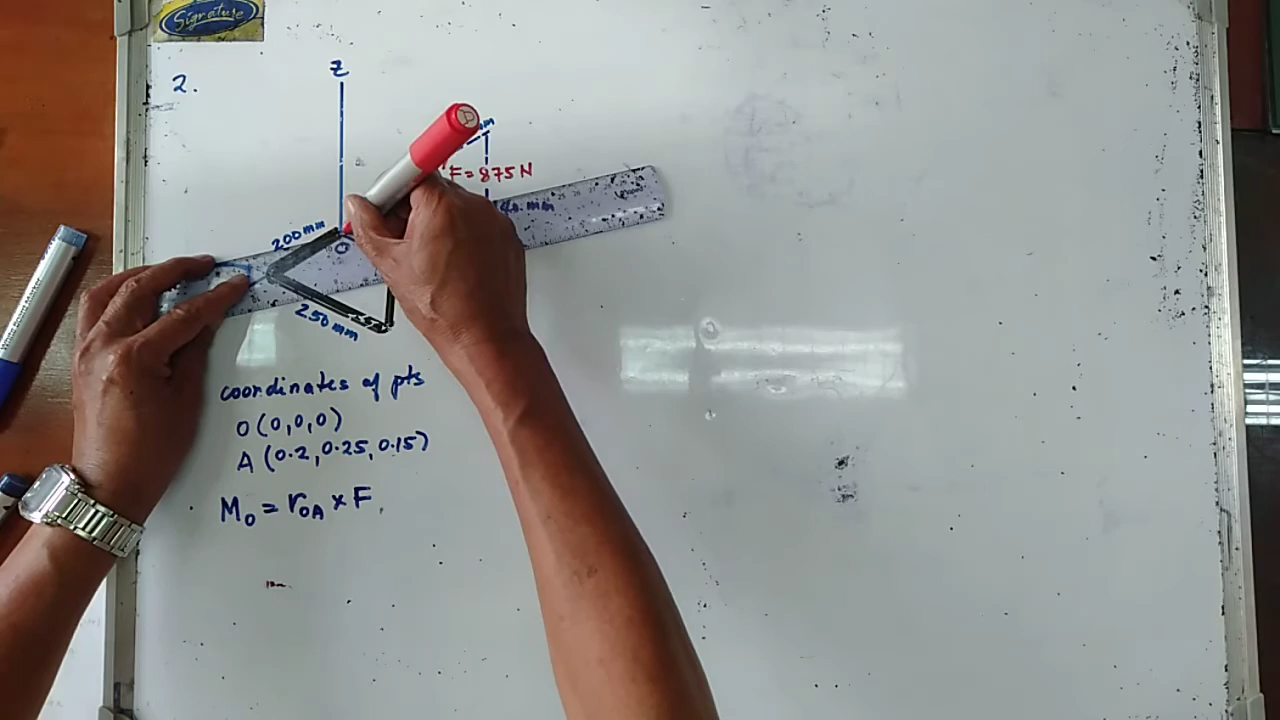 Signature
2.
Z
F = 875 N
200 mm
O
250 mm
coordinates of pts
O (0,0,0)
A (0.2, 0.25, 0.15)
M₀ = r_OA × F